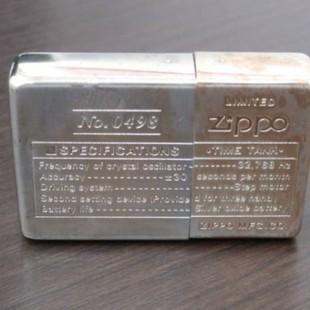 No. 0498
LIMITED
Zippo
SPECIFICATIONS
•TIME TANK•
Frequency of crystal oscillator 32,768 Hz
Accuracy ±30 seconds per month
Driving system Step motor
Second setting device (Provided for three hand)
Battery life Silver oxide battery
ZIPPO MFG.CO.